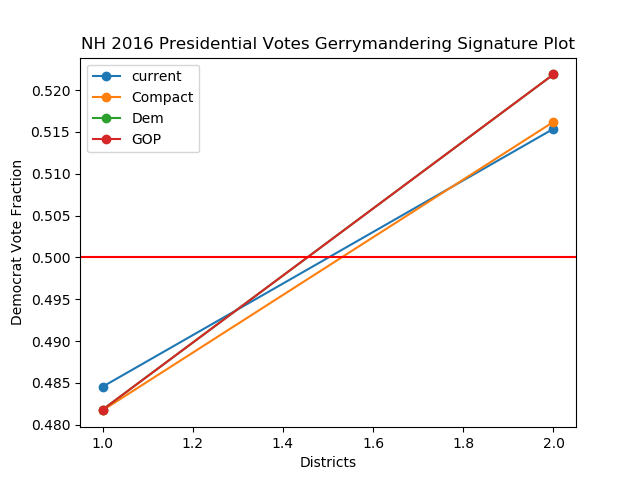 NH 2016 Presidential Votes Gerrymandering Signature Plot
current
Compact
Dem
GOP
0.520
0.515
0.510
0.505
0.500
0.495
0.490
0.485
0.480
Democrat Vote Fraction
1.0 1.2 1.4 1.6 1.8 2.0
Districts